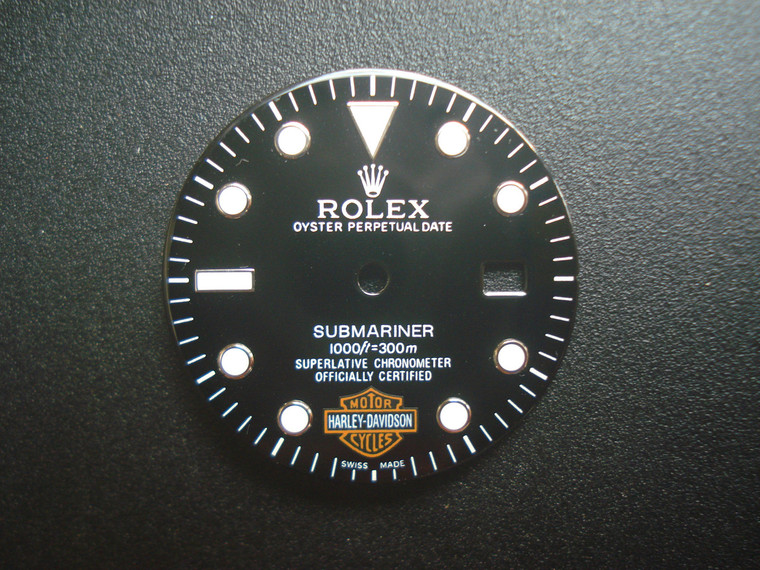 ROLEX
OYSTER PERPETUAL DATE
SUBMARINER
1000ft=300m
SUPERLATIVE CHRONOMETER
OFFICIALLY CERTIFIED
MOTOR
HARLEY-DAVIDSON
CYCLES
SWISS MADE